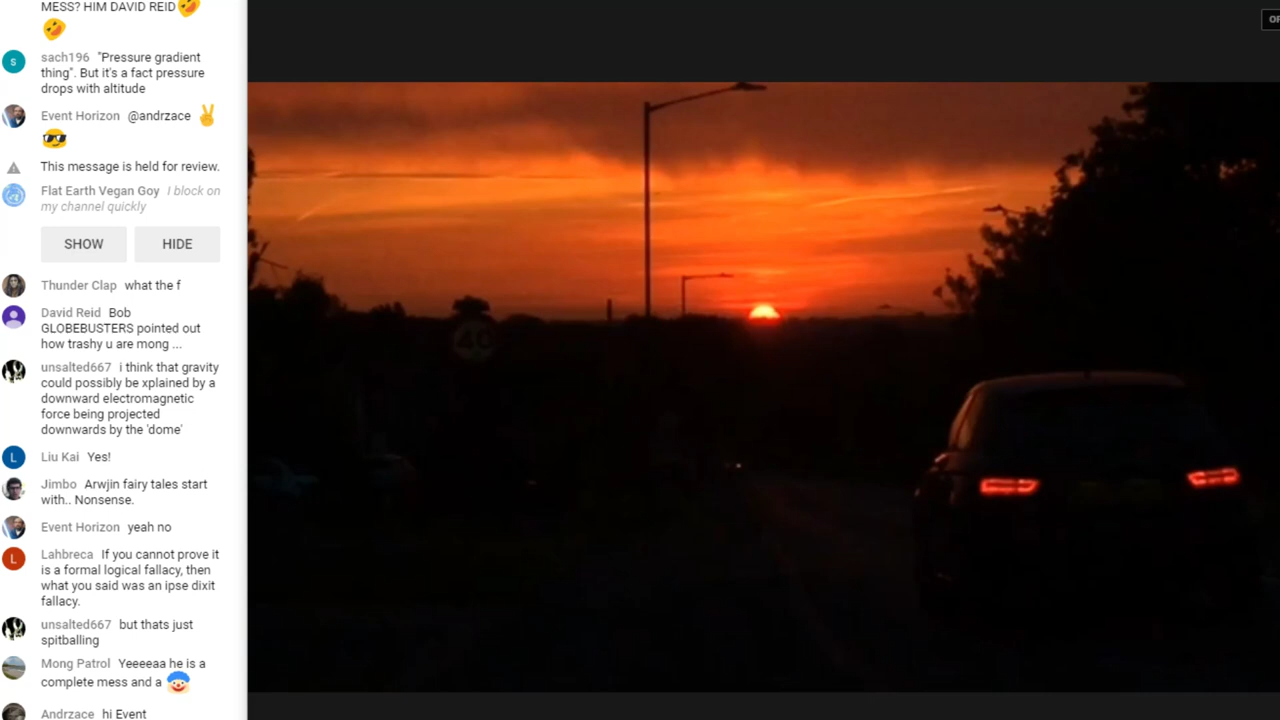 MESS? HIM DAVID REID
sach196 "Pressure gradient
thing". But it's a fact pressure
drops with altitude
Event Horizon @andrzace
This message is held for review.
Flat Earth Vegan Goy I block on
my channel quickly
SHOW HIDE
Thunder Clap what the f
David Reid Bob
GLOBEBUSTERS pointed out
how trashy u are mong ...
unsalted667 i think that gravity
could possibly be xplained by a
downward electromagnetic
force being projected
downwards by the 'dome'
Liu Kai Yes!
Jimbo Arwjin fairy tales start
with.. Nonsense.
Event Horizon yeah no
Lahbreca If you cannot prove it
is a formal logical fallacy, then
what you said was an ipse dixit
fallacy.
unsalted667 but thats just
spitballing
Mong Patrol Yeeeeaa he is a
complete mess and a
Andrzace hi Event
S
L
L
40